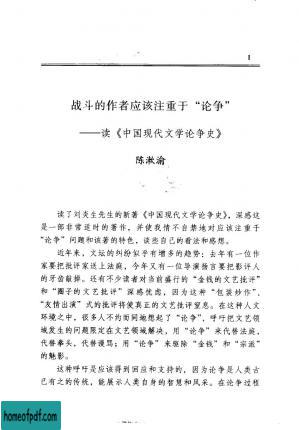 1
战斗的作者应该注重于“论争”
——读《中国现代文学论争史》
陈漱渝
读了刘炎生先生的新著《中国现代文学论争史》，深感这
是一部非常适时的著作，并使我情不自禁地对应该注重于
“论争”问题和该著的特色，谈些自己的看法和感想。
近年来，文坛的纠纷似乎有增多的趋势：去年有一位作
家要把批评家送上法庭，今年又有一位导演扬言要把影评人
的牙齿敲掉。还有不少读者对当前盛行的“金钱的文艺批评”
和“圈子的文艺批评”深感忧虑，因为这种“包装炒作”、
“友情出演”式的批评将使真正的文艺批评窒息。在这种人文
环境之中，很多人不约而同地想起了“论争”，呼吁把文艺领
域发生的问题限定在文艺领域解决，用“论争”来代替法庭，
代替拳头，代替谩骂；用“论争”来驱除“金钱”和“宗派”
的魅影。
这种呼吁是应该得到回应和支持的，因为论争是人类古
已有之的传统，能展示人类自身的智慧和风采。在论争过程
homeofpdf.com
homeofpdf.com